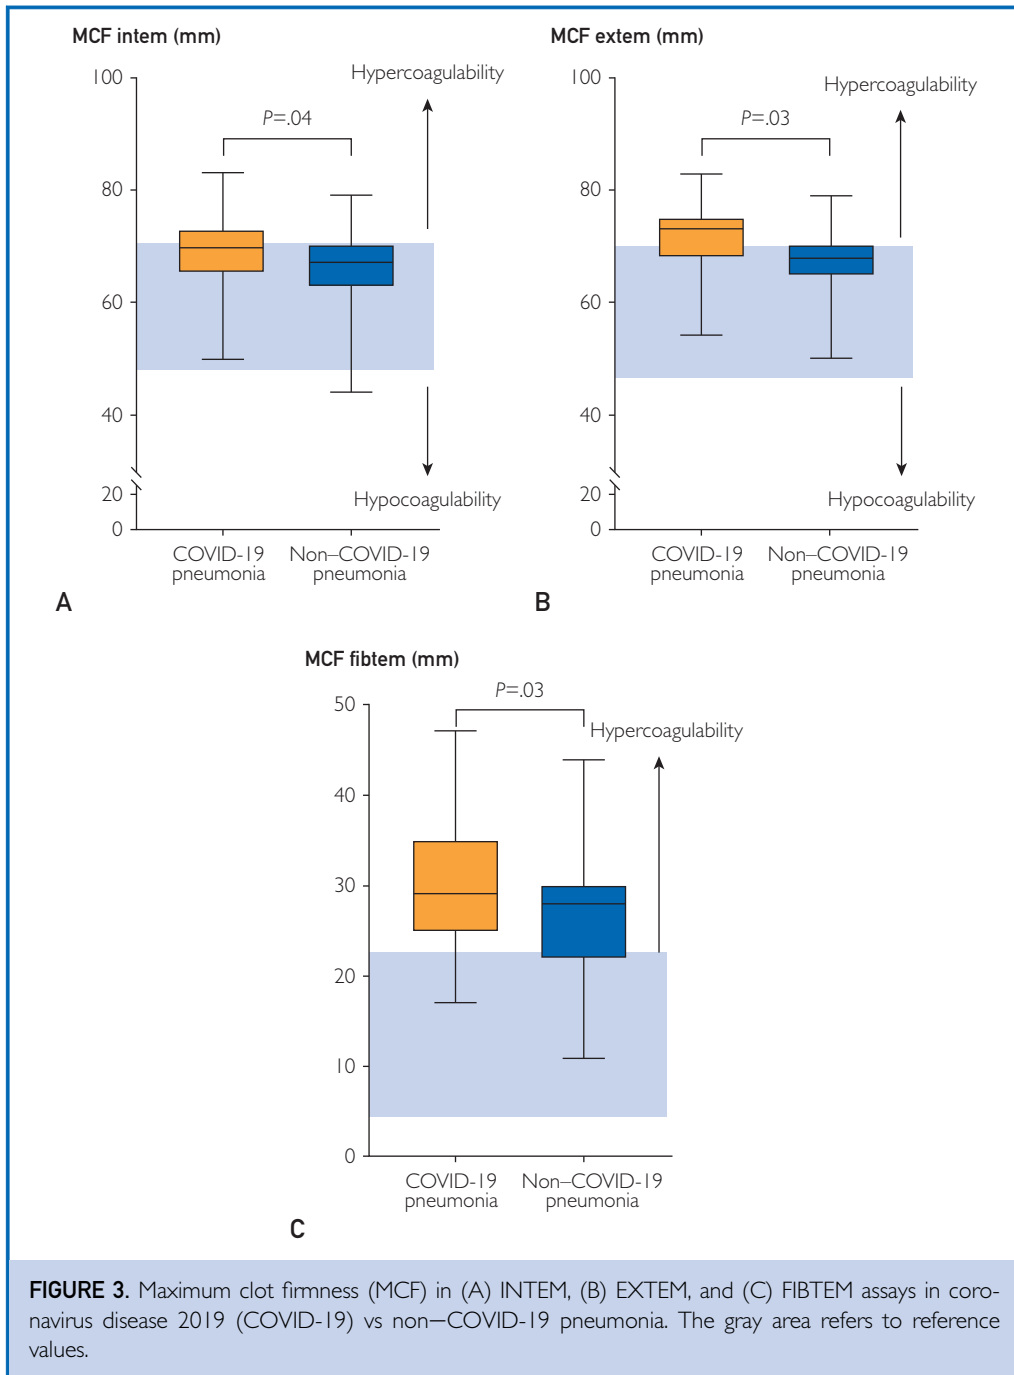 MCF intem (mm)
100
80
60
40
20
0
Hypercoagulability
P=.04
Hypocoagulability
COVID-19
pneumonia
Non–COVID-19
pneumonia
A
MCF extem (mm)
100
80
60
40
20
0
Hypercoagulability
P=.03
Hypocoagulability
COVID-19
pneumonia
Non–COVID-19
pneumonia
B
MCF fibtem (mm)
50
40
30
20
10
0
P=.03
Hypercoagulability
COVID-19
pneumonia
Non–COVID-19
pneumonia
C
FIGURE 3. Maximum clot firmness (MCF) in (A) INTEM, (B) EXTEM, and (C) FIBTEM assays in coro-
navirus disease 2019 (COVID-19) vs non–COVID-19 pneumonia. The gray area refers to reference
values.